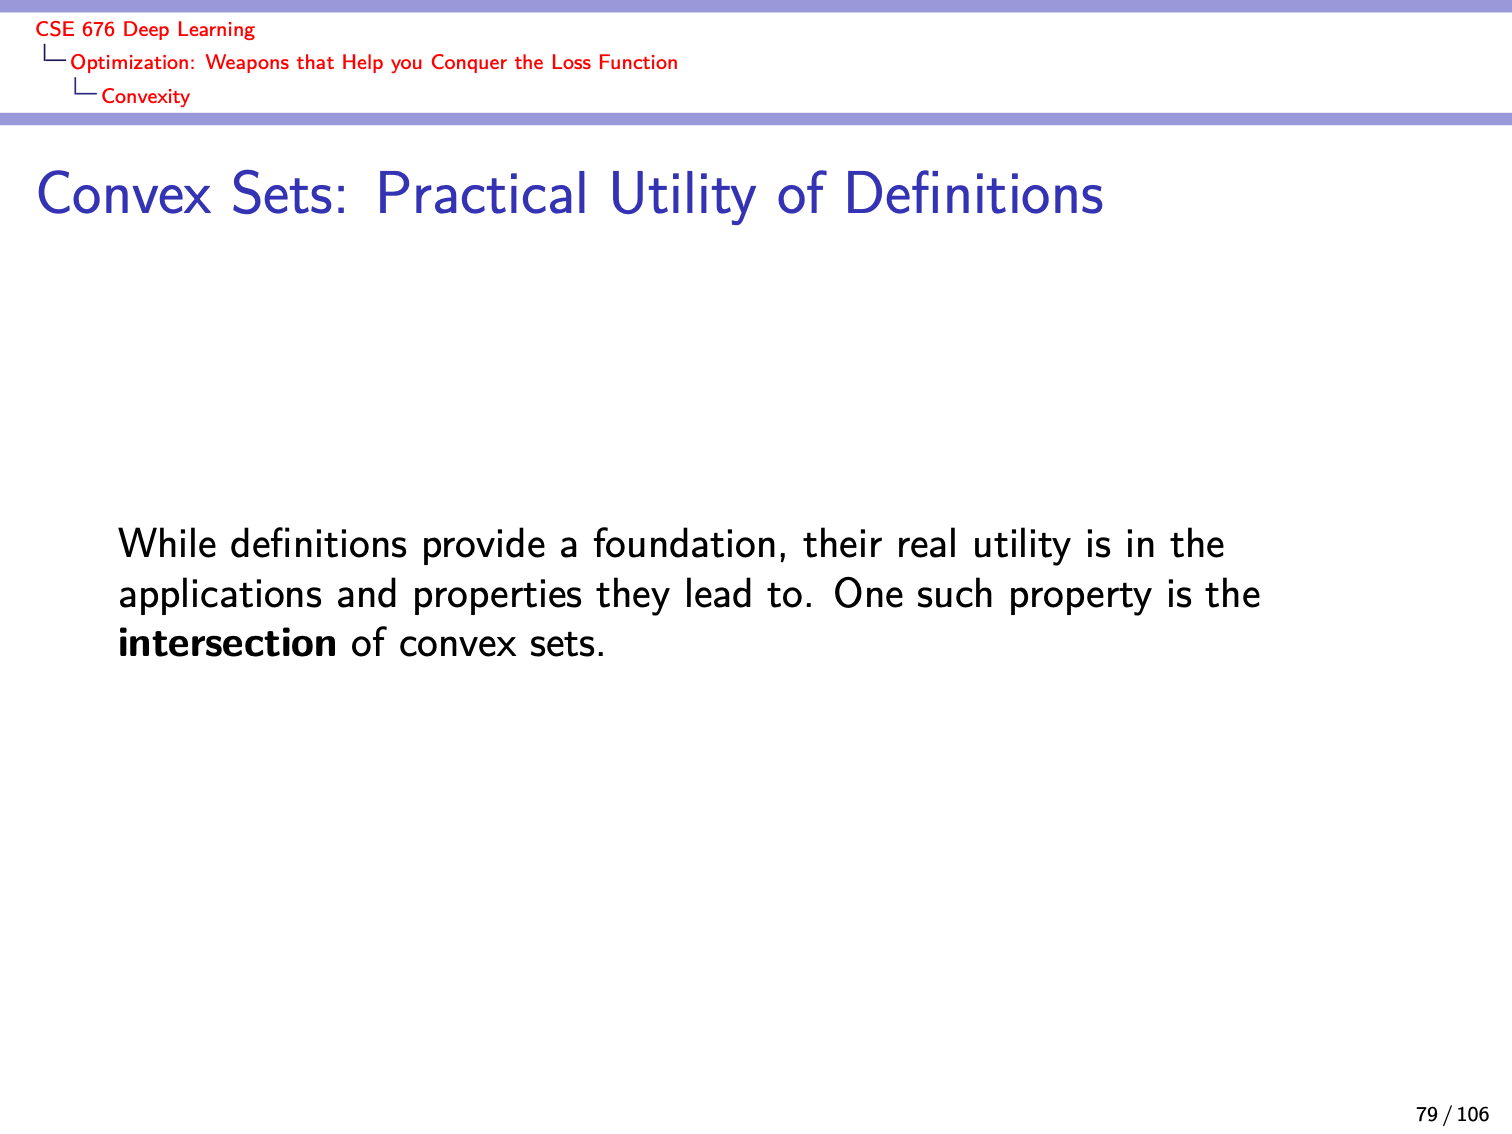 CSE 676 Deep Learning
Optimization: Weapons that Help you Conquer the Loss Function
Convexity
Convex Sets: Practical Utility of Definitions
While definitions provide a foundation, their real utility is in the
applications and properties they lead to. One such property is the
intersection of convex sets.
79 / 106